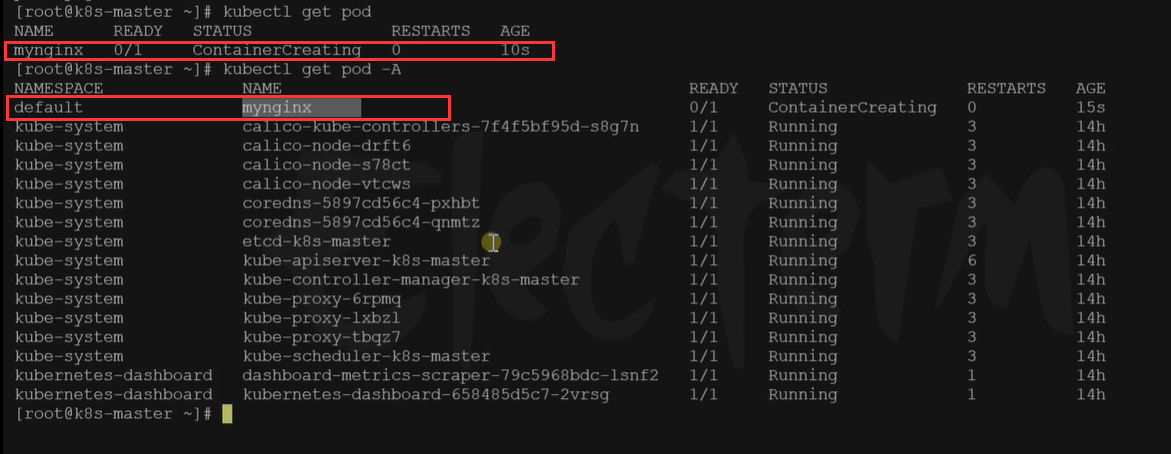 [root@k8s-master ~]# kubectl get pod
NAME READY STATUS RESTARTS AGE
mynginx 0/1 ContainerCreating 0 10s
[root@k8s-master ~]# kubectl get pod -A
NAMESPACE NAME READY STATUS RESTARTS AGE
default mynginx 0/1 ContainerCreating 0 15s
kube-system calico-kube-controllers-7f4f5bf95d-s8g7n 1/1 Running 3 14h
kube-system calico-node-drft6 1/1 Running 3 14h
kube-system calico-node-s78ct 1/1 Running 3 14h
kube-system calico-node-vtcws 1/1 Running 3 14h
kube-system coredns-5897cd56c4-pxhbt 1/1 Running 3 14h
kube-system coredns-5897cd56c4-qnmtz 1/1 Running 3 14h
kube-system etcd-k8s-master 1/1 Running 3 14h
kube-system kube-apiserver-k8s-master 1/1 Running 6 14h
kube-system kube-controller-manager-k8s-master 1/1 Running 3 14h
kube-system kube-proxy-6rpmq 1/1 Running 3 14h
kube-system kube-proxy-lxbzl 1/1 Running 3 14h
kube-system kube-proxy-tbqz7 1/1 Running 3 14h
kube-system kube-scheduler-k8s-master 1/1 Running 3 14h
kubernetes-dashboard dashboard-metrics-scraper-79c5968bdc-lsnf2 1/1 Running 1 14h
kubernetes-dashboard kubernetes-dashboard-658485d5c7-2vrsg 1/1 Running 1 14h
[root@k8s-master ~]#
electerm